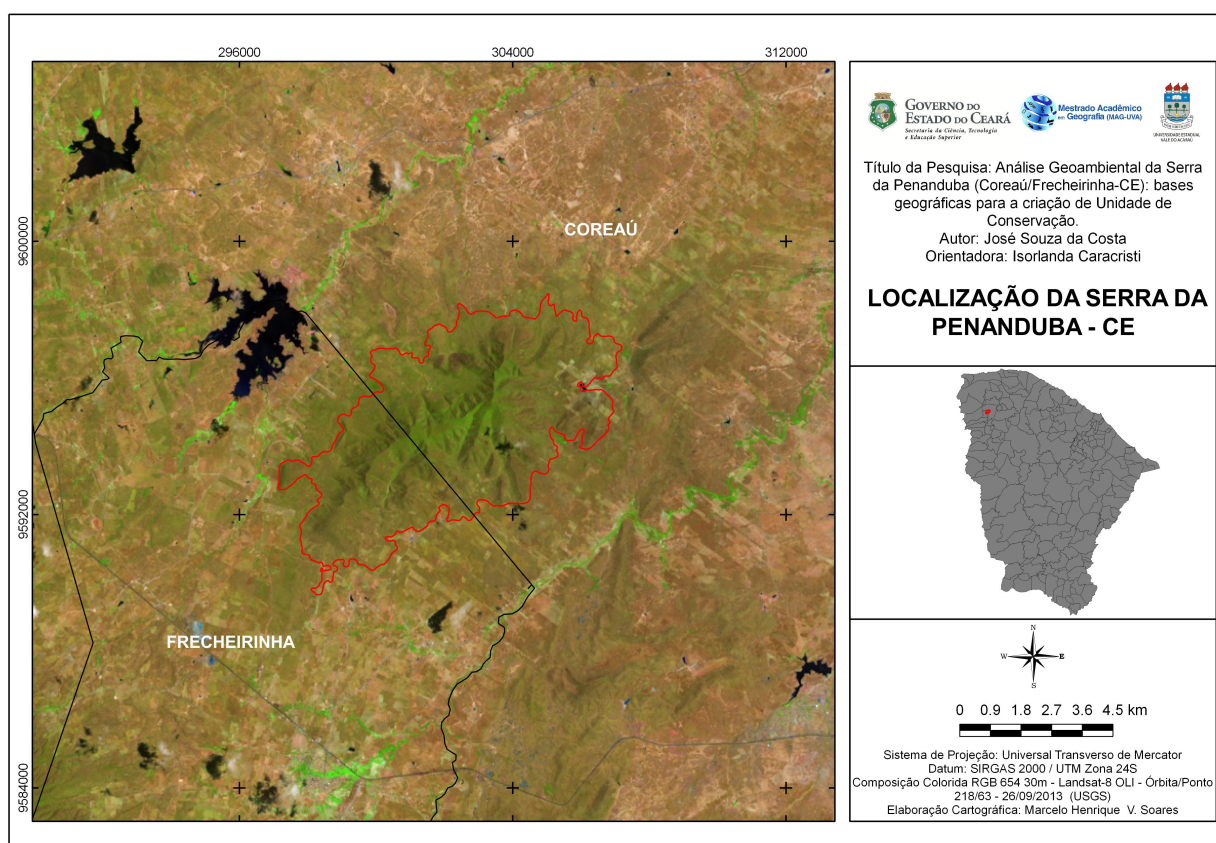 296000
304000
312000
9600000
9592000
9584000
COREAÚ
FRECHEIRINHA
GOVERNO DO
ESTADO DO CEARÁ
Secretaria da Ciência, Tecnologia
e Educação Superior
Mestrado Acadêmico
em Geografia (MAG-UVA)
UNIVERSIDADE ESTADUAL
VALE DO ACARAÚ
Título da Pesquisa: Análise Geoambiental da Serra
da Penanduba (Coreaú/Frecheirinha-CE): bases
geográficas para a criação de Unidade de
Conservação.
Autor: José Souza da Costa
Orientadora: Isorlanda Caracristi
LOCALIZAÇÃO DA SERRA DA
PENANDUBA - CE
N
W E
S
0 0.9 1.8 2.7 3.6 4.5 km
Sistema de Projeção: Universal Transverso de Mercator
Datum: SIRGAS 2000 / UTM Zona 24S
Composição Colorida RGB 654 30m - Landsat-8 OLI - Órbita/Ponto
218/63 - 26/09/2013 (USGS)
Elaboração Cartográfica: Marcelo Henrique V. Soares